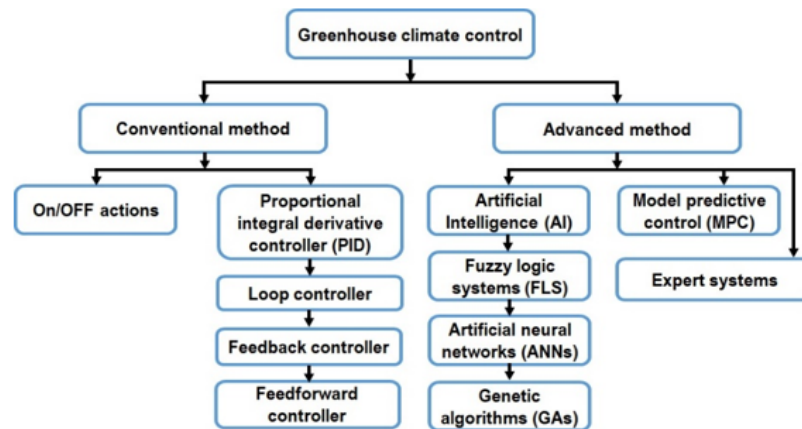 Greenhouse climate control
Conventional method
Advanced method
On/OFF actions
Proportional
integral derivative
controller (PID)
Loop controller
Feedback controller
Feedforward
controller
Artificial
Intelligence (AI)
Fuzzy logic
systems (FLS)
Artificial neural
networks (ANNs)
Genetic
algorithms (GAs)
Model predictive
control (MPC)
Expert systems